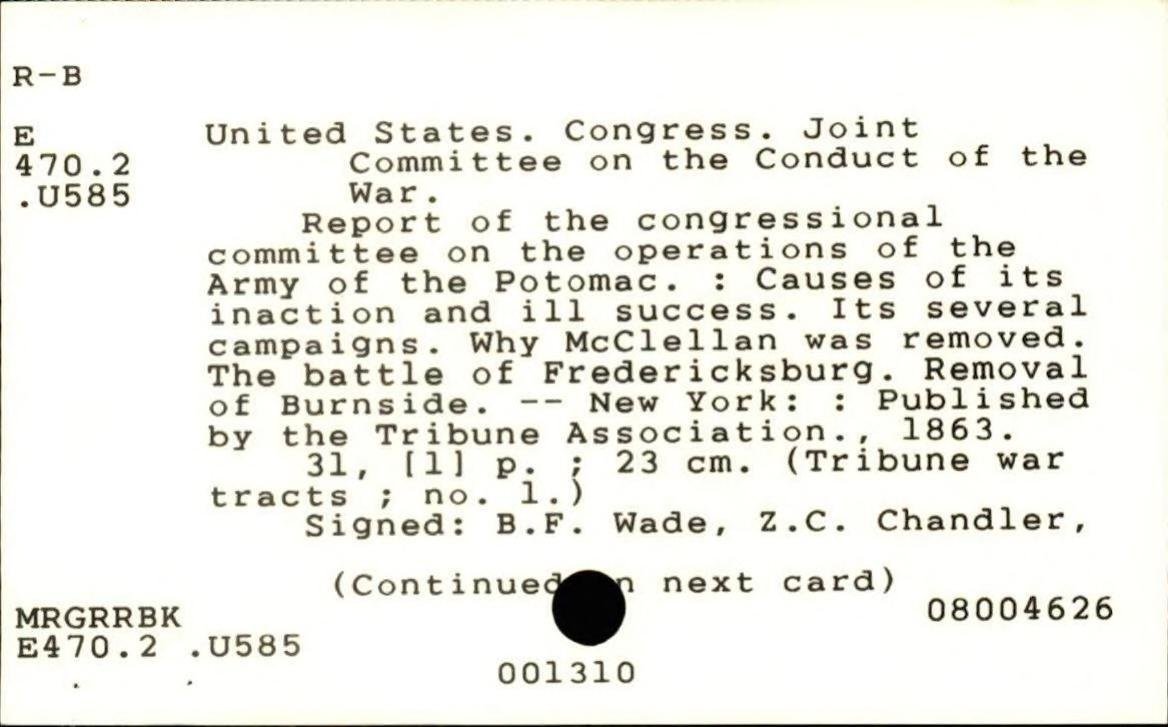 R-B
E United States. Congress. Joint
470.2 Committee on the Conduct of the
.U585 War.
Report of the congressional
committee on the operations of the
Army of the Potomac. : Causes of its
inaction and ill success. Its several
campaigns. Why McClellan was removed.
The battle of Fredericksburg. Removal
of Burnside. -- New York: : Published
by the Tribune Association., 1863.
31, [1] p. ; 23 cm. (Tribune war
tracts ; no. 1.)
Signed: B.F. Wade, Z.C. Chandler,
(Continued n next card)
MRGRRBK 08004626
E470.2 .U585
001310